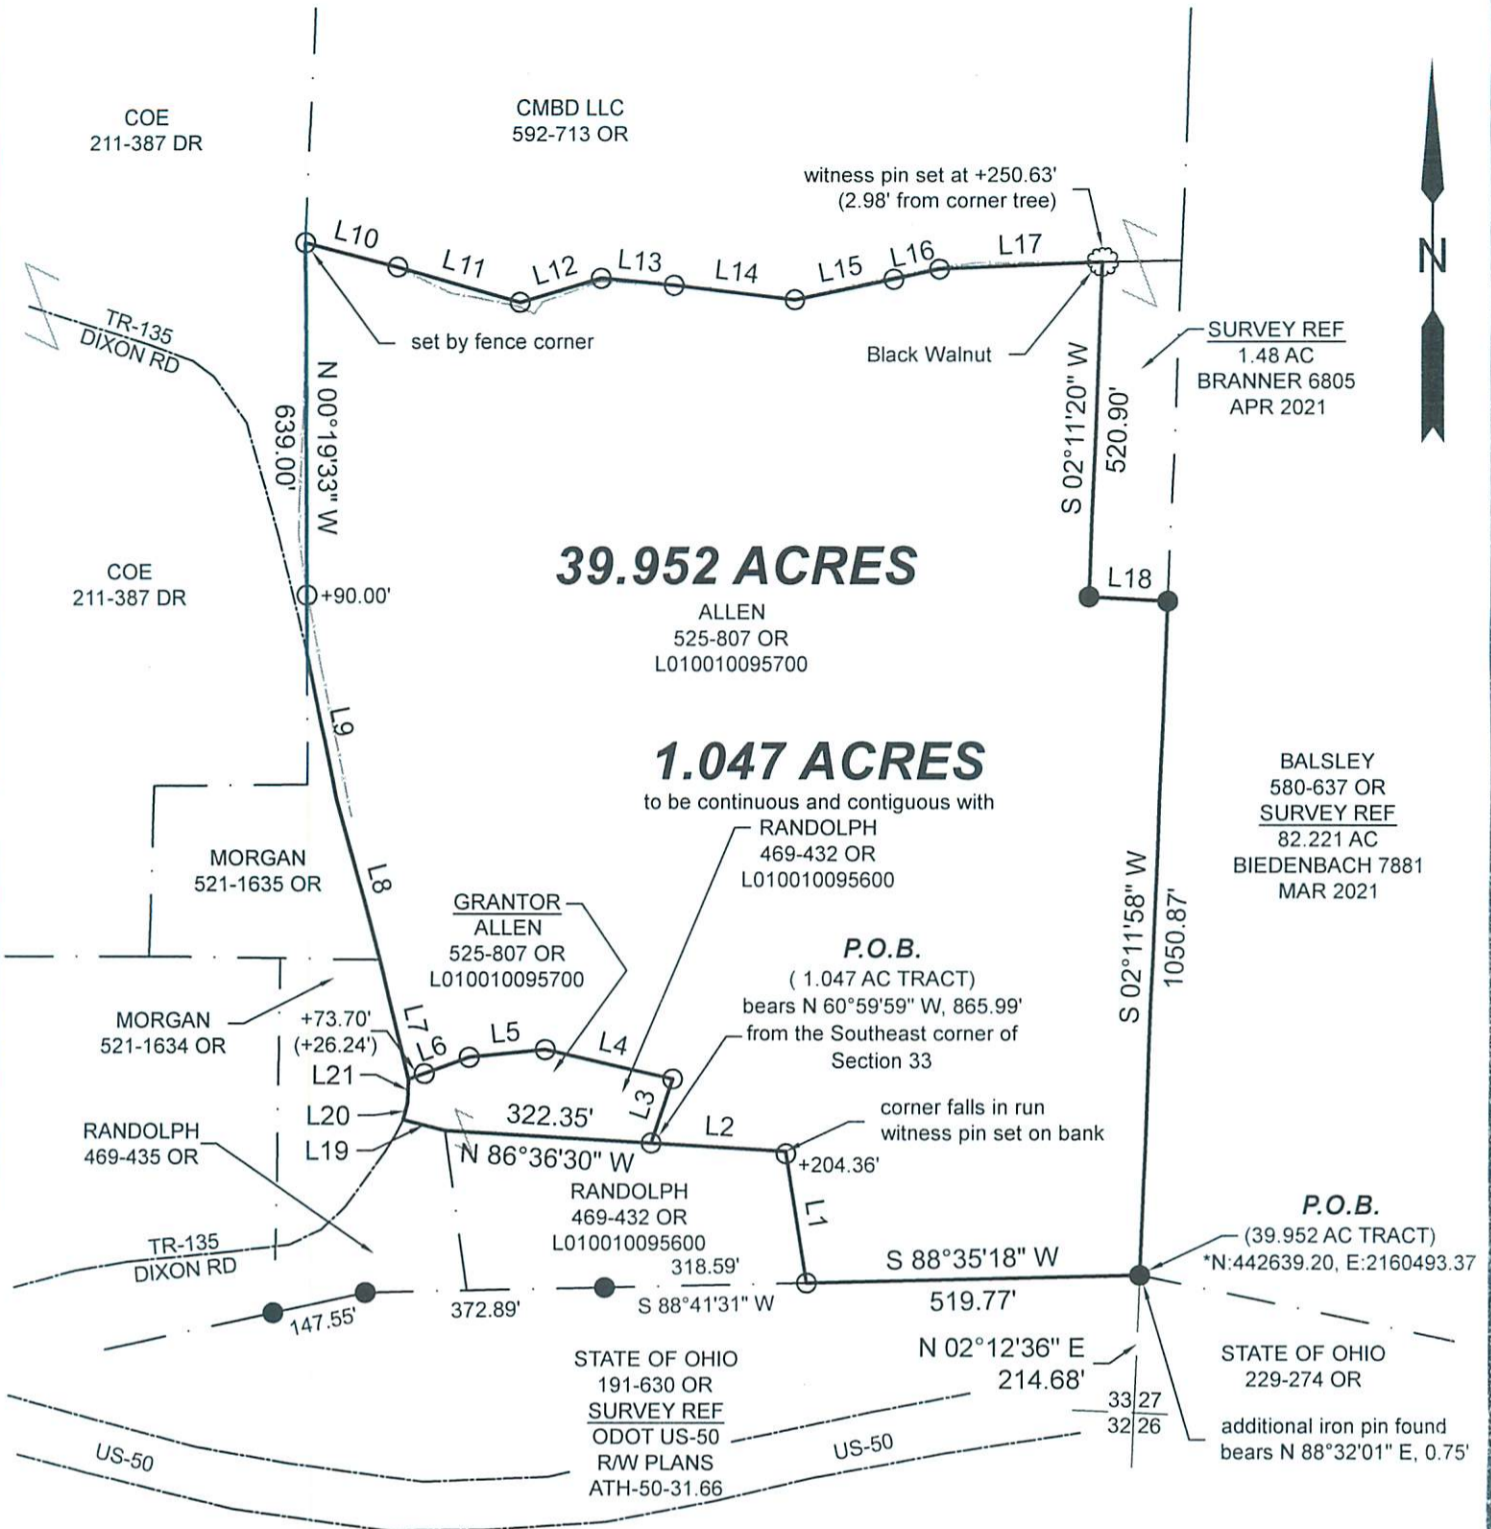 COE
211-387 DR
CMBD LLC
592-713 OR
witness pin set at +250.63'
(2.98' from corner tree)
N
L10
L11
L12
L13
L14
L15
L16
L17
TR-135
DIXON RD
set by fence corner
Black Walnut
SURVEY REF
1.48 AC
BRANNER 6805
APR 2021
N 00°19'33" W
639.00'
S 02°11'20" W
520.90'
39.952 ACRES
ALLEN
525-807 OR
L010010095700
L18
COE
211-387 DR
+90.00'
L9
1.047 ACRES
to be continuous and contiguous with
RANDOLPH
469-432 OR
L010010095600
BALSLEY
580-637 OR
SURVEY REF
82.221 AC
BIEDENBACH 7881
MAR 2021
MORGAN
521-1635 OR
L8
GRANTOR
ALLEN
525-807 OR
L010010095700
S 02°11'58" W
1050.87'
P.O.B.
( 1.047 AC TRACT)
bears N 60°59'59" W, 865.99'
from the Southeast corner of
Section 33
MORGAN
521-1634 OR
+73.70'
(+26.24')
L7
L6
L5
L4
L3
L21
L20
L19
322.35'
N 86°36'30" W
L2
corner falls in run
witness pin set on bank
+204.36'
RANDOLPH
469-435 OR
RANDOLPH
469-432 OR
L010010095600
L1
P.O.B.
(39.952 AC TRACT)
*N:442639.20, E:2160493.37
TR-135
DIXON RD
318.59'
S 88°41'31" W
S 88°35'18" W
519.77'
147.55'
372.89'
N 02°12'36" E
214.68'
STATE OF OHIO
191-630 OR
SURVEY REF
ODOT US-50
R/W PLANS
ATH-50-31.66
STATE OF OHIO
229-274 OR
33 27
32 26
additional iron pin found
bears N 88°32'01" E, 0.75'
US-50
US-50